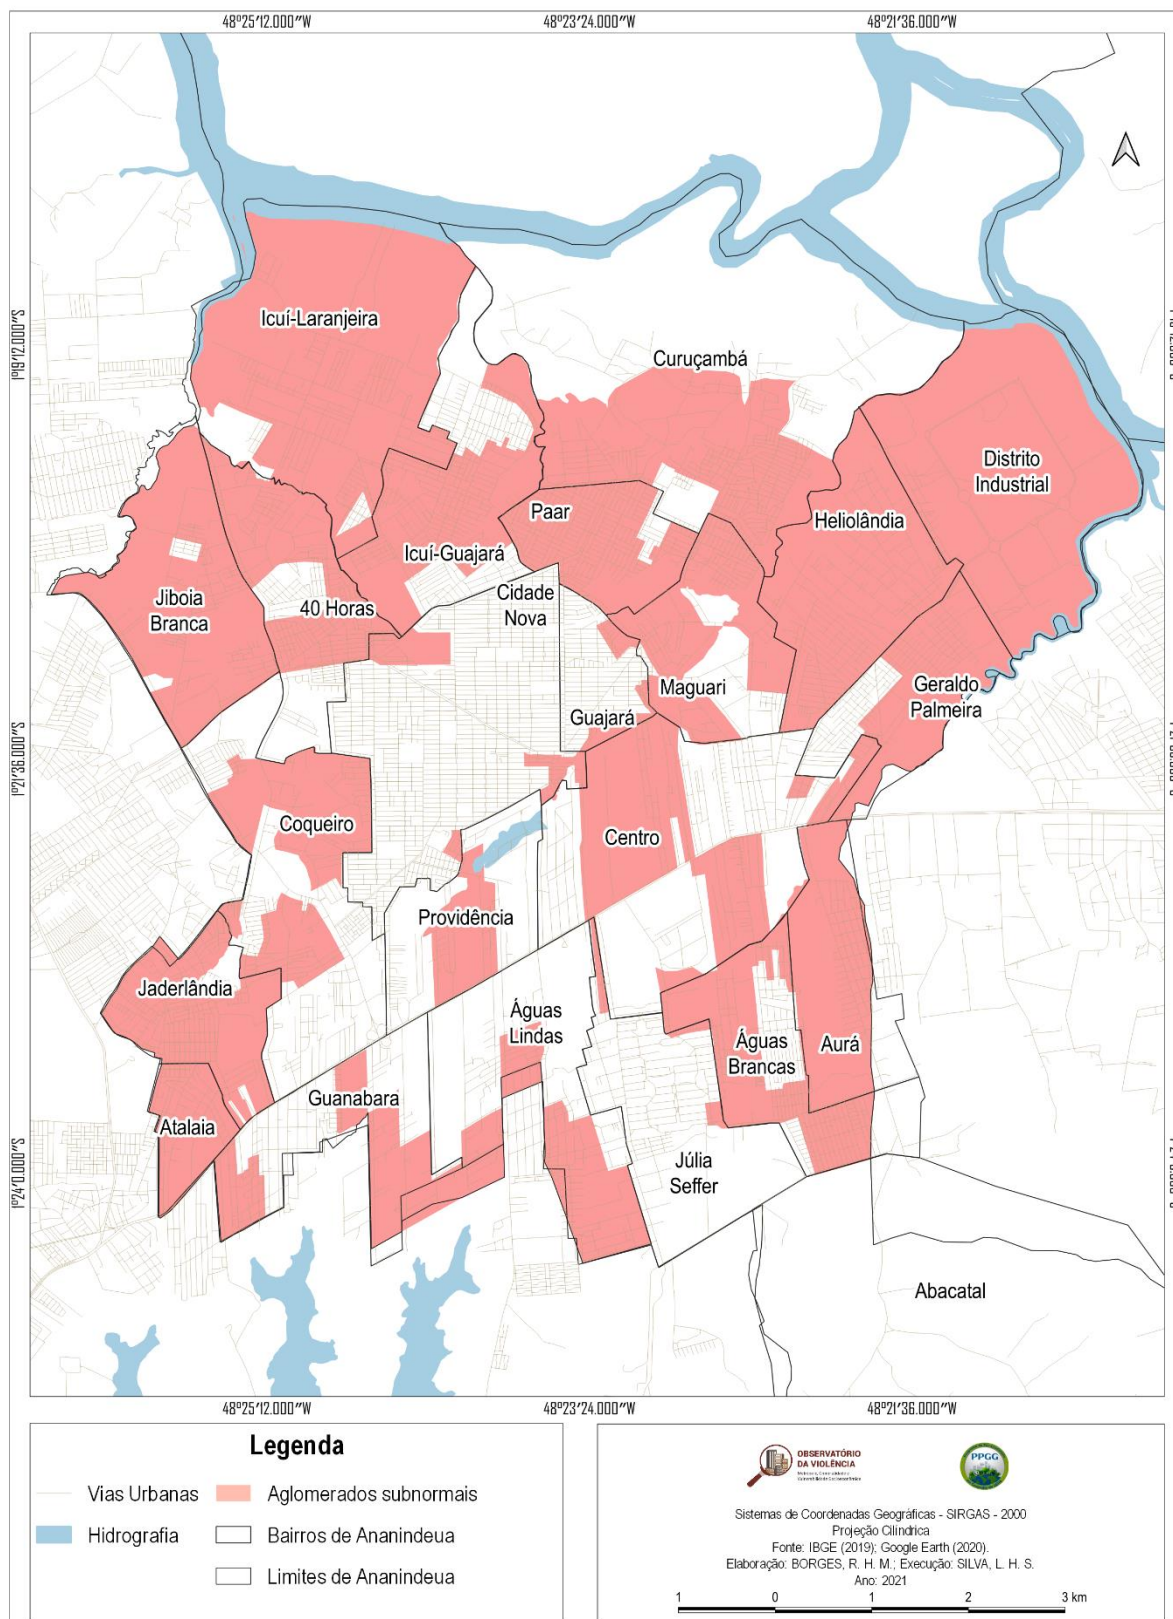 48°25'12.000"W
48°23'24.000"W
48°21'36.000"W
1°19'12.000"S
1°21'36.000"S
1°24'0.000"S
Icuí-Laranjeira
Curuçambá
Distrito
Industrial
Paar
Heliolândia
Icuí-Guajará
Cidade
Nova
Jiboia
Branca
40 Horas
Maguari
Geraldo
Palmeira
Guajará
Coqueiro
Centro
Providência
Jaderlândia
Águas
Lindas
Águas
Brancas
Aurá
Guanabara
Atalaia
Júlia
Seffer
Abacatal
48°25'12.000"W
48°23'24.000"W
48°21'36.000"W
Legenda
Vias Urbanas
Aglomerados subnormais
Hidrografia
Bairros de Ananindeua
Limites de Ananindeua
OBSERVATÓRIO
DA VIOLÊNCIA
PPGG
Sistemas de Coordenadas Geográficas - SIRGAS - 2000
Projeção Cilíndrica
Fonte: IBGE (2019); Google Earth (2020).
Elaboração: BORGES, R. H. M.; Execução: SILVA, L. H. S.
Ano: 2021
1 0 1 2 3 km